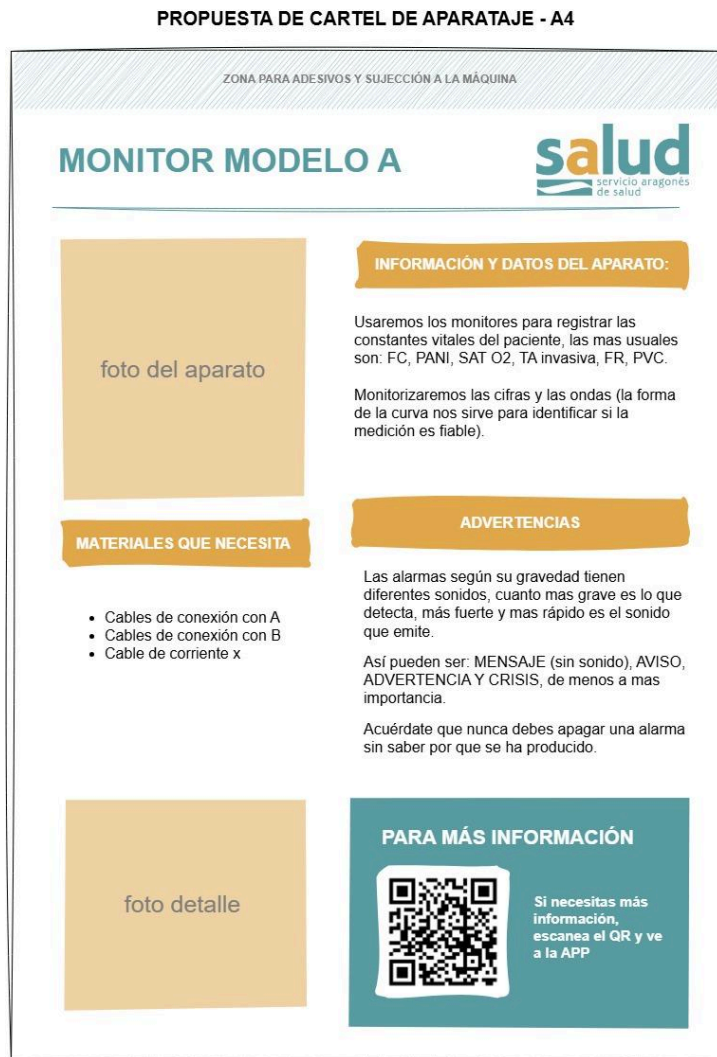 PROPUESTA DE CARTEL DE APARATAJE - A4
ZONA PARA ADESIVOS Y SUJECCIÓN A LA MÁQUINA
MONITOR MODELO A
salud
servicio aragonés
de salud
foto del aparato
INFORMACIÓN Y DATOS DEL APARATO:
Usaremos los monitores para registrar las
constantes vitales del paciente, las mas usuales
son: FC, PANI, SAT O2, TA invasiva, FR, PVC.
Monitorizaremos las cifras y las ondas (la forma
de la curva nos sirve para identificar si la
medición es fiable).
MATERIALES QUE NECESITA
• Cables de conexión con A
• Cables de conexión con B
• Cable de corriente x
ADVERTENCIAS
Las alarmas según su gravedad tienen
diferentes sonidos, cuanto mas grave es lo que
detecta, más fuerte y mas rápido es el sonido
que emite.
Así pueden ser: MENSAJE (sin sonido), AVISO,
ADVERTENCIA Y CRISIS, de menos a mas
importancia.
Acuérdate que nunca debes apagar una alarma
sin saber por que se ha producido.
foto detalle
PARA MÁS INFORMACIÓN
Si necesitas más
información,
escanea el QR y ve
a la APP